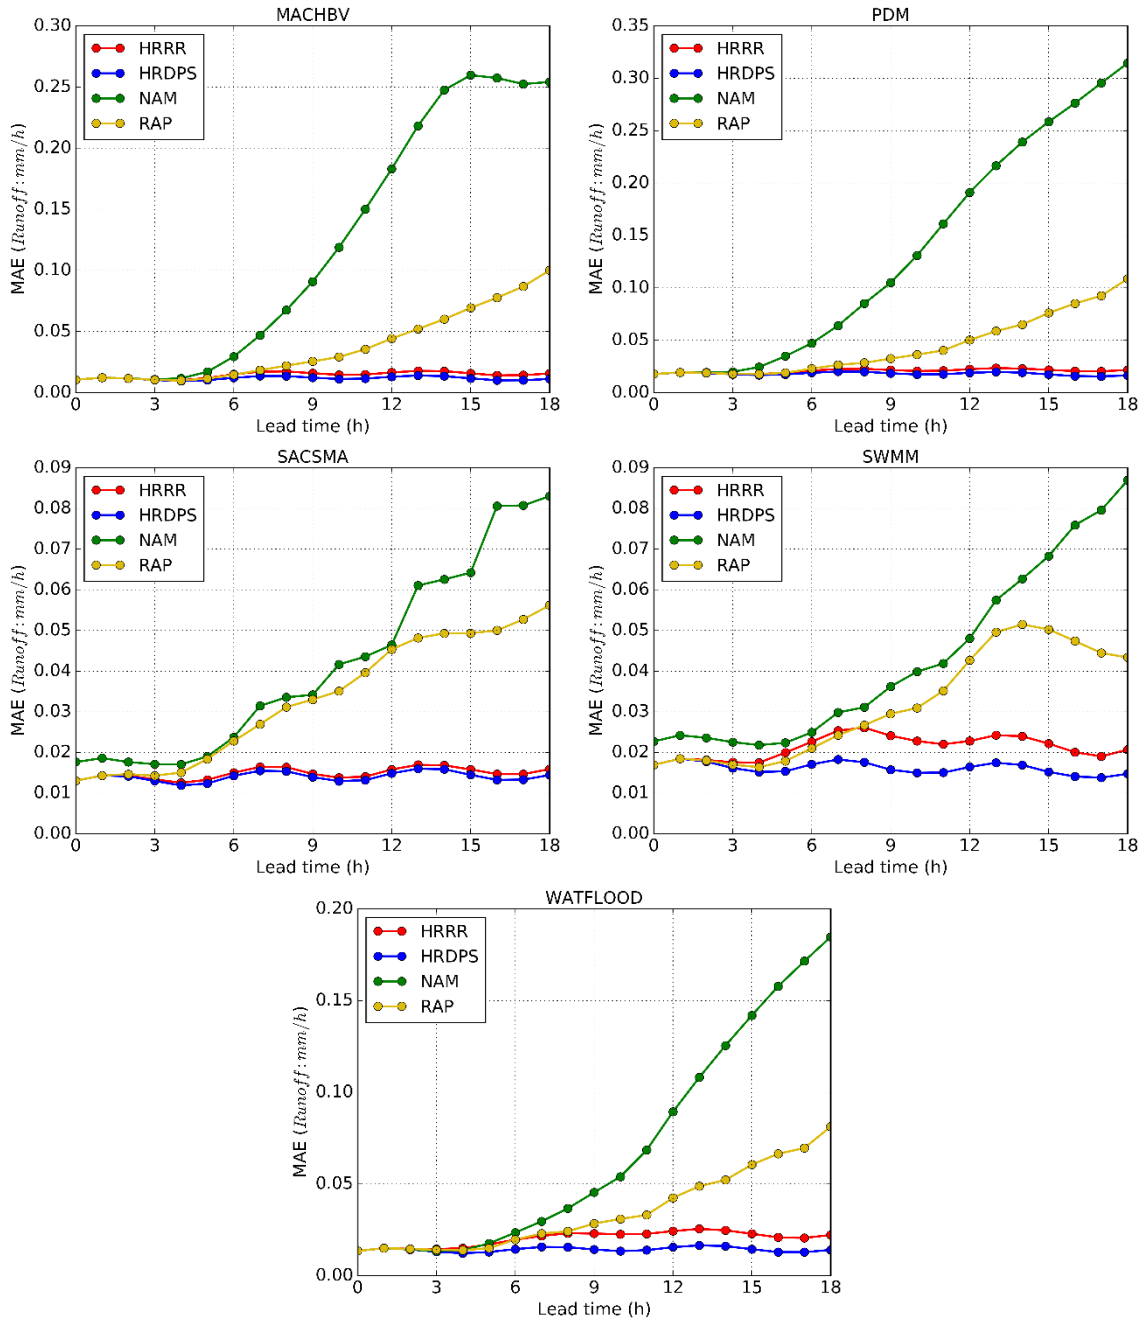 MACHBV
0.30
0.25
0.20
0.15
0.10
0.05
0.00
MAE (Runoff: mm/h)
HRRR
HRDPS
NAM
RAP
0 3 6 9 12 15 18
Lead time (h)
PDM
0.35
0.30
0.25
0.20
0.15
0.10
0.05
0.00
MAE (Runoff: mm/h)
HRRR
HRDPS
NAM
RAP
0 3 6 9 12 15 18
Lead time (h)
SACSMA
0.09
0.08
0.07
0.06
0.05
0.04
0.03
0.02
0.01
0.00
MAE (Runoff: mm/h)
HRRR
HRDPS
NAM
RAP
0 3 6 9 12 15 18
Lead time (h)
SWMM
0.09
0.08
0.07
0.06
0.05
0.04
0.03
0.02
0.01
0.00
MAE (Runoff: mm/h)
HRRR
HRDPS
NAM
RAP
0 3 6 9 12 15 18
Lead time (h)
WATFLOOD
0.20
0.15
0.10
0.05
0.00
MAE (Runoff: mm/h)
HRRR
HRDPS
NAM
RAP
0 3 6 9 12 15 18
Lead time (h)